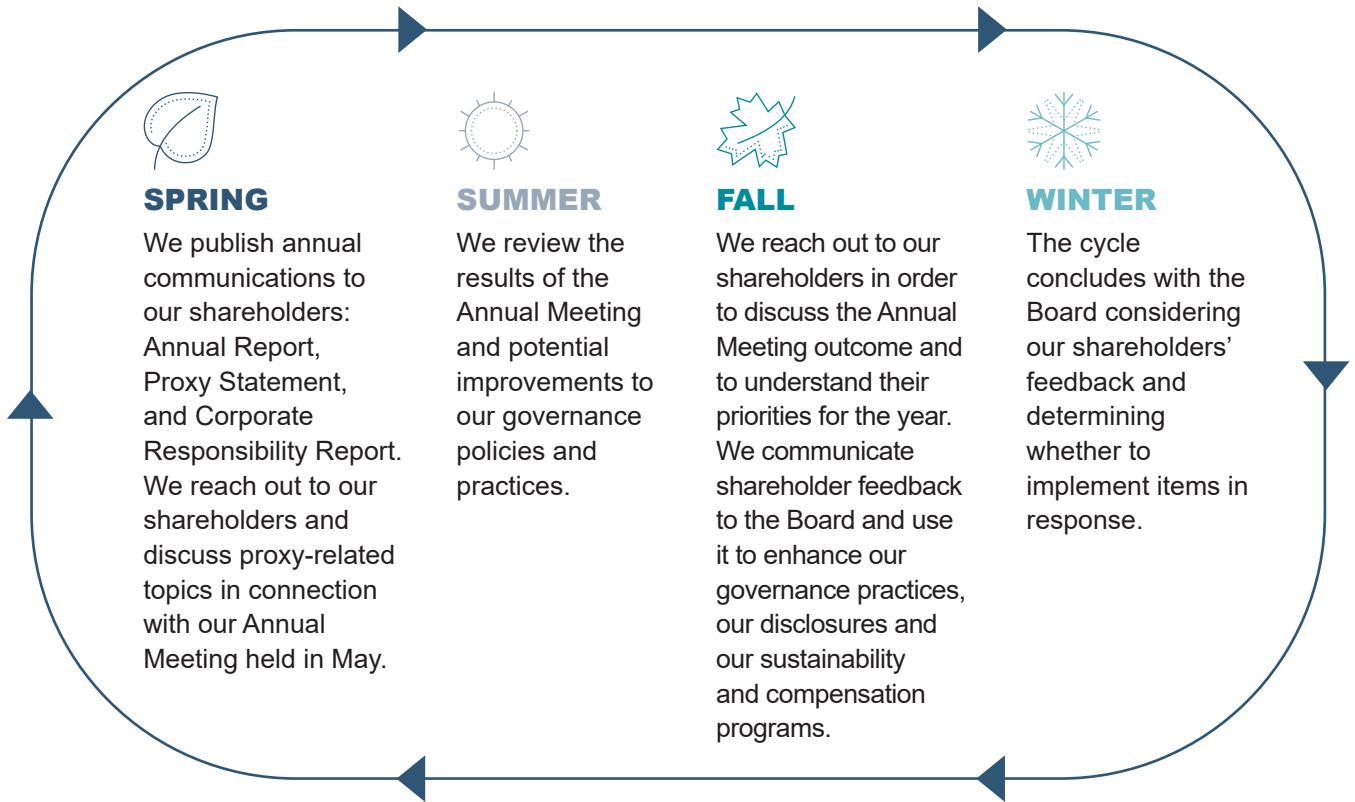 SPRING
We publish annual
communications to
our shareholders:
Annual Report,
Proxy Statement,
and Corporate
Responsibility Report.
We reach out to our
shareholders and
discuss proxy-related
topics in connection
with our Annual
Meeting held in May.
SUMMER
We review the
results of the
Annual Meeting
and potential
improvements to
our governance
policies and
practices.
FALL
We reach out to our
shareholders in order
to discuss the Annual
Meeting outcome and
to understand their
priorities for the year.
We communicate
shareholder feedback
to the Board and use
it to enhance our
governance practices,
our disclosures and
our sustainability
and compensation
programs.
WINTER
The cycle
concludes with the
Board considering
our shareholders’
feedback and
determining
whether to
implement items in
response.